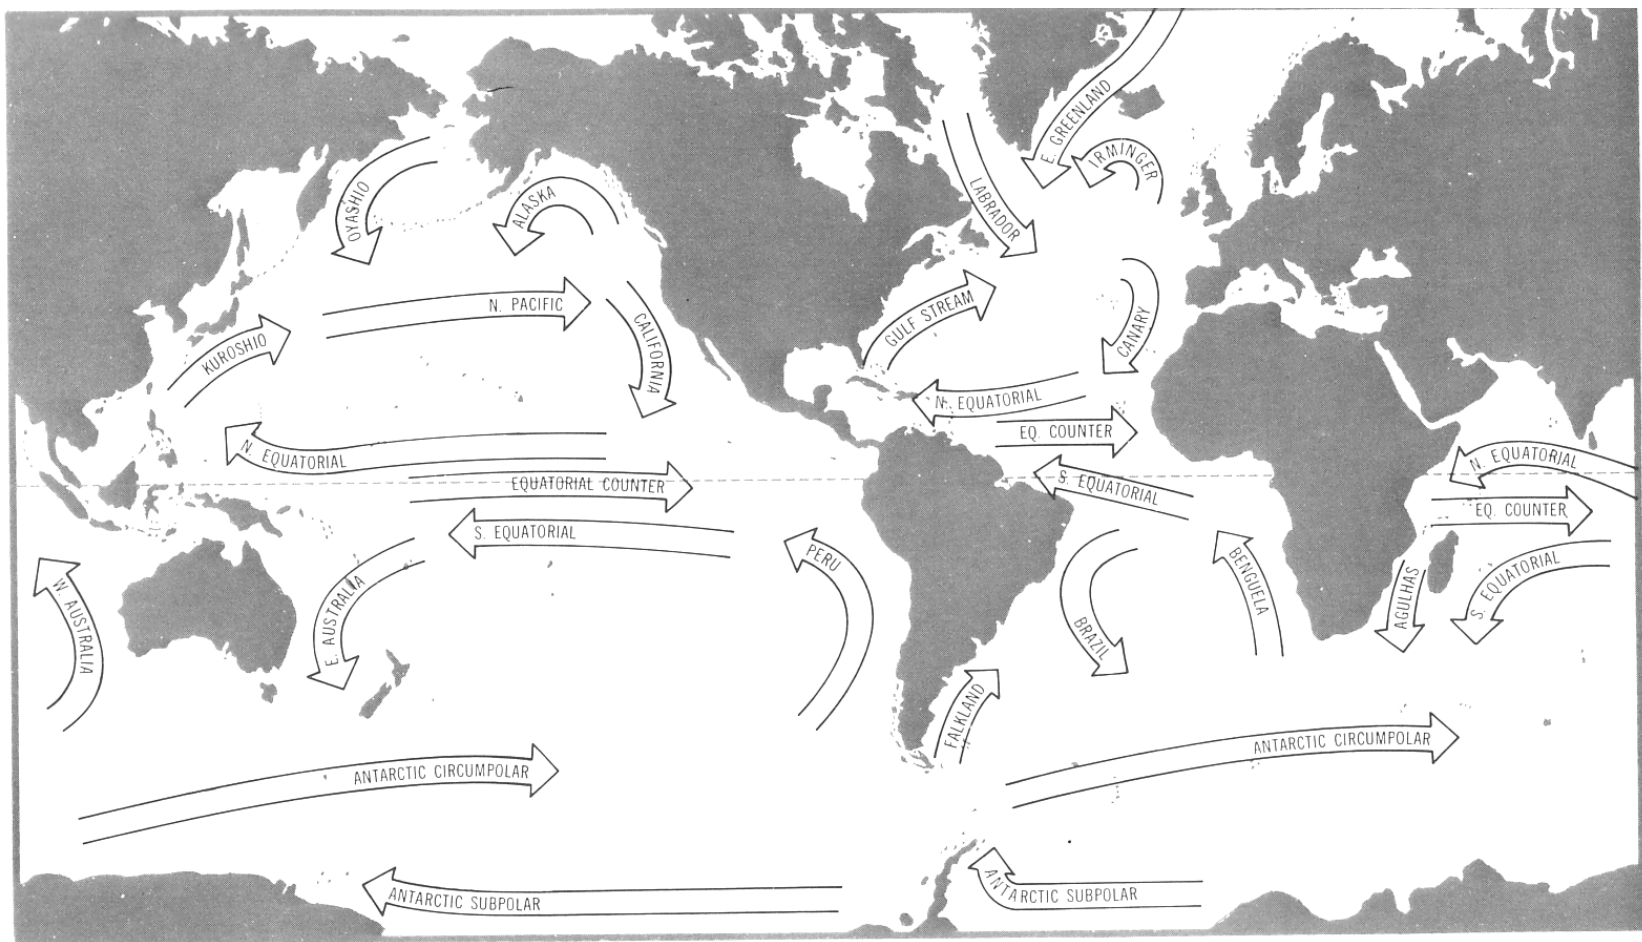 E. GREENLAND
IRMINGER
OYASHIO
ALASKA
LABRADOR
N. PACIFIC
GULF STREAM
CALIFORNIA
CANARY
KUROSHIO
N. EQUATORIAL
EQ. COUNTER
N. EQUATORIAL
N. EQUATORIAL
EQUATORIAL COUNTER
S. EQUATORIAL
EQ. COUNTER
S. EQUATORIAL
PERU
BENGUELA
S. EQUATORIAL
AGULHAS
W. AUSTRALIA
E. AUSTRALIA
BRAZIL
FALKLAND
ANTARCTIC CIRCUMPOLAR
ANTARCTIC CIRCUMPOLAR
ANTARCTIC SUBPOLAR
ANTARCTIC SUBPOLAR